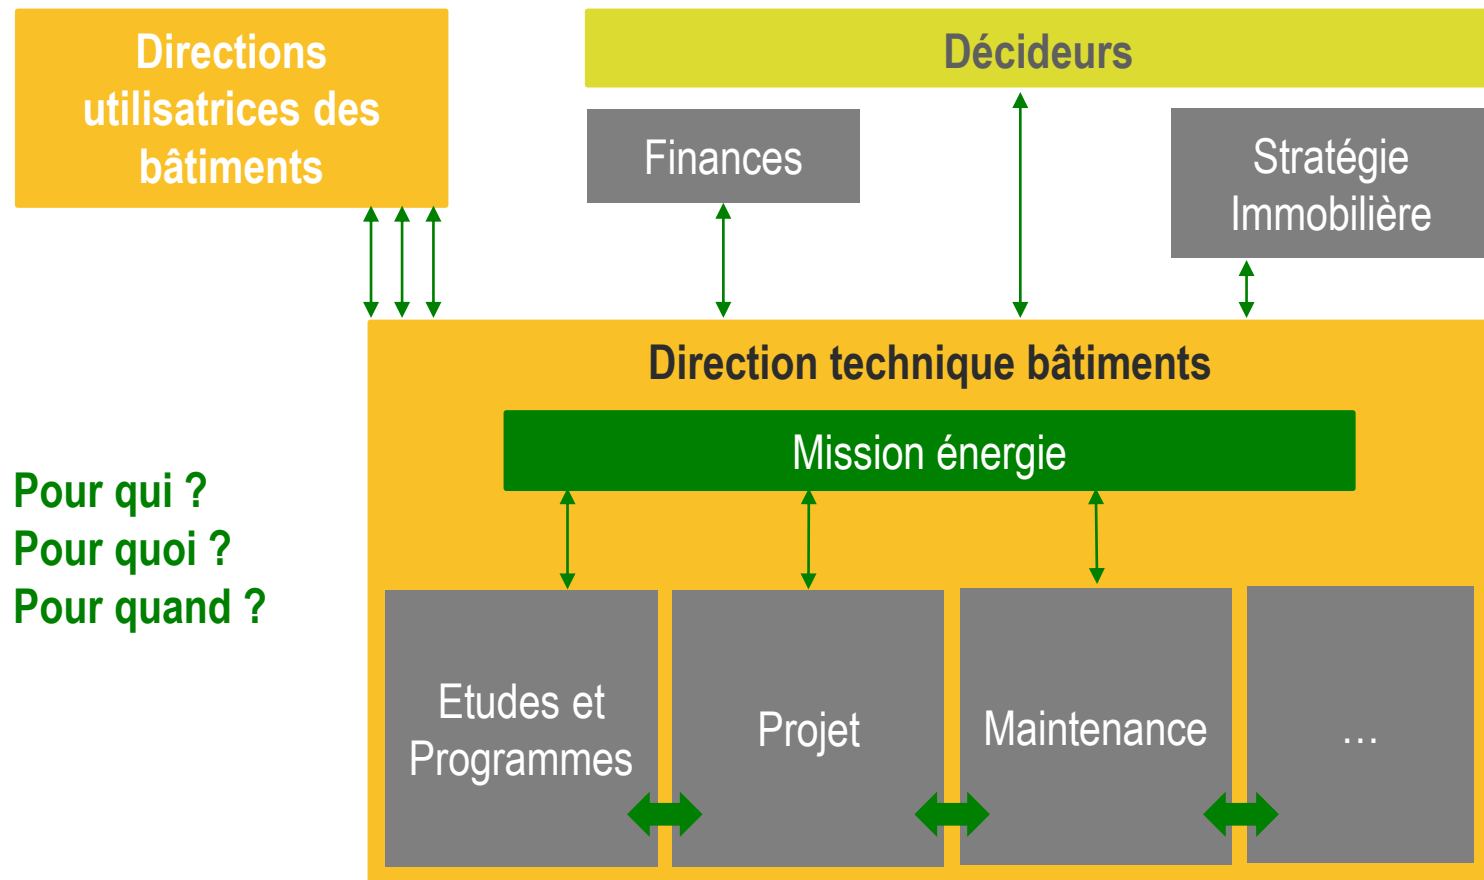 Directions
utilisatrices des
bâtiments
Décideurs
Finances
Stratégie
Immobilière
Direction technique bâtiments
Mission énergie
Pour qui ?
Pour quoi ?
Pour quand ?
Etudes et
Programmes
Projet
Maintenance
…